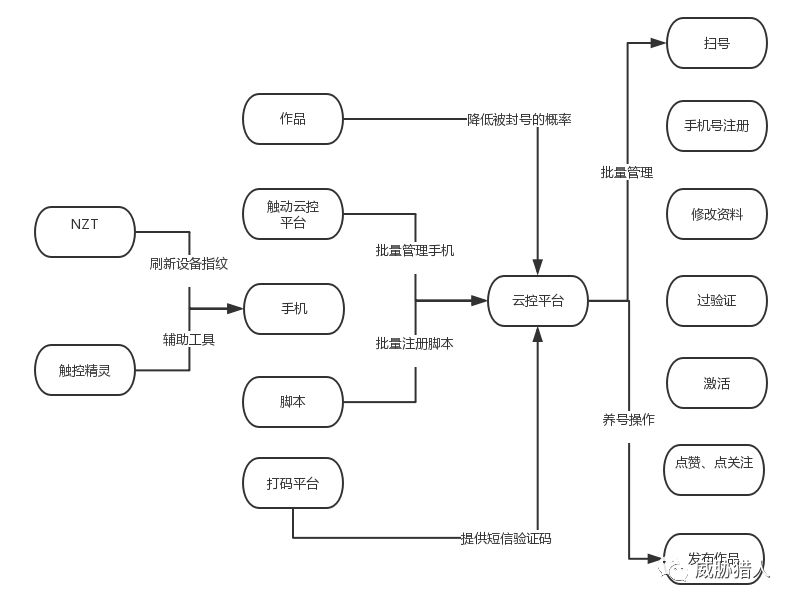 扫号
作品
降低被封号的概率
手机号注册
批量管理
触动云控
平台
修改资料
NZT
批量管理手机
刷新设备指纹
手机
云控平台
过验证
辅助工具
批量注册脚本
触控精灵
激活
脚本
养号操作
点赞、点关注
打码平台
提供短信验证码
发布作品
威胁猎人